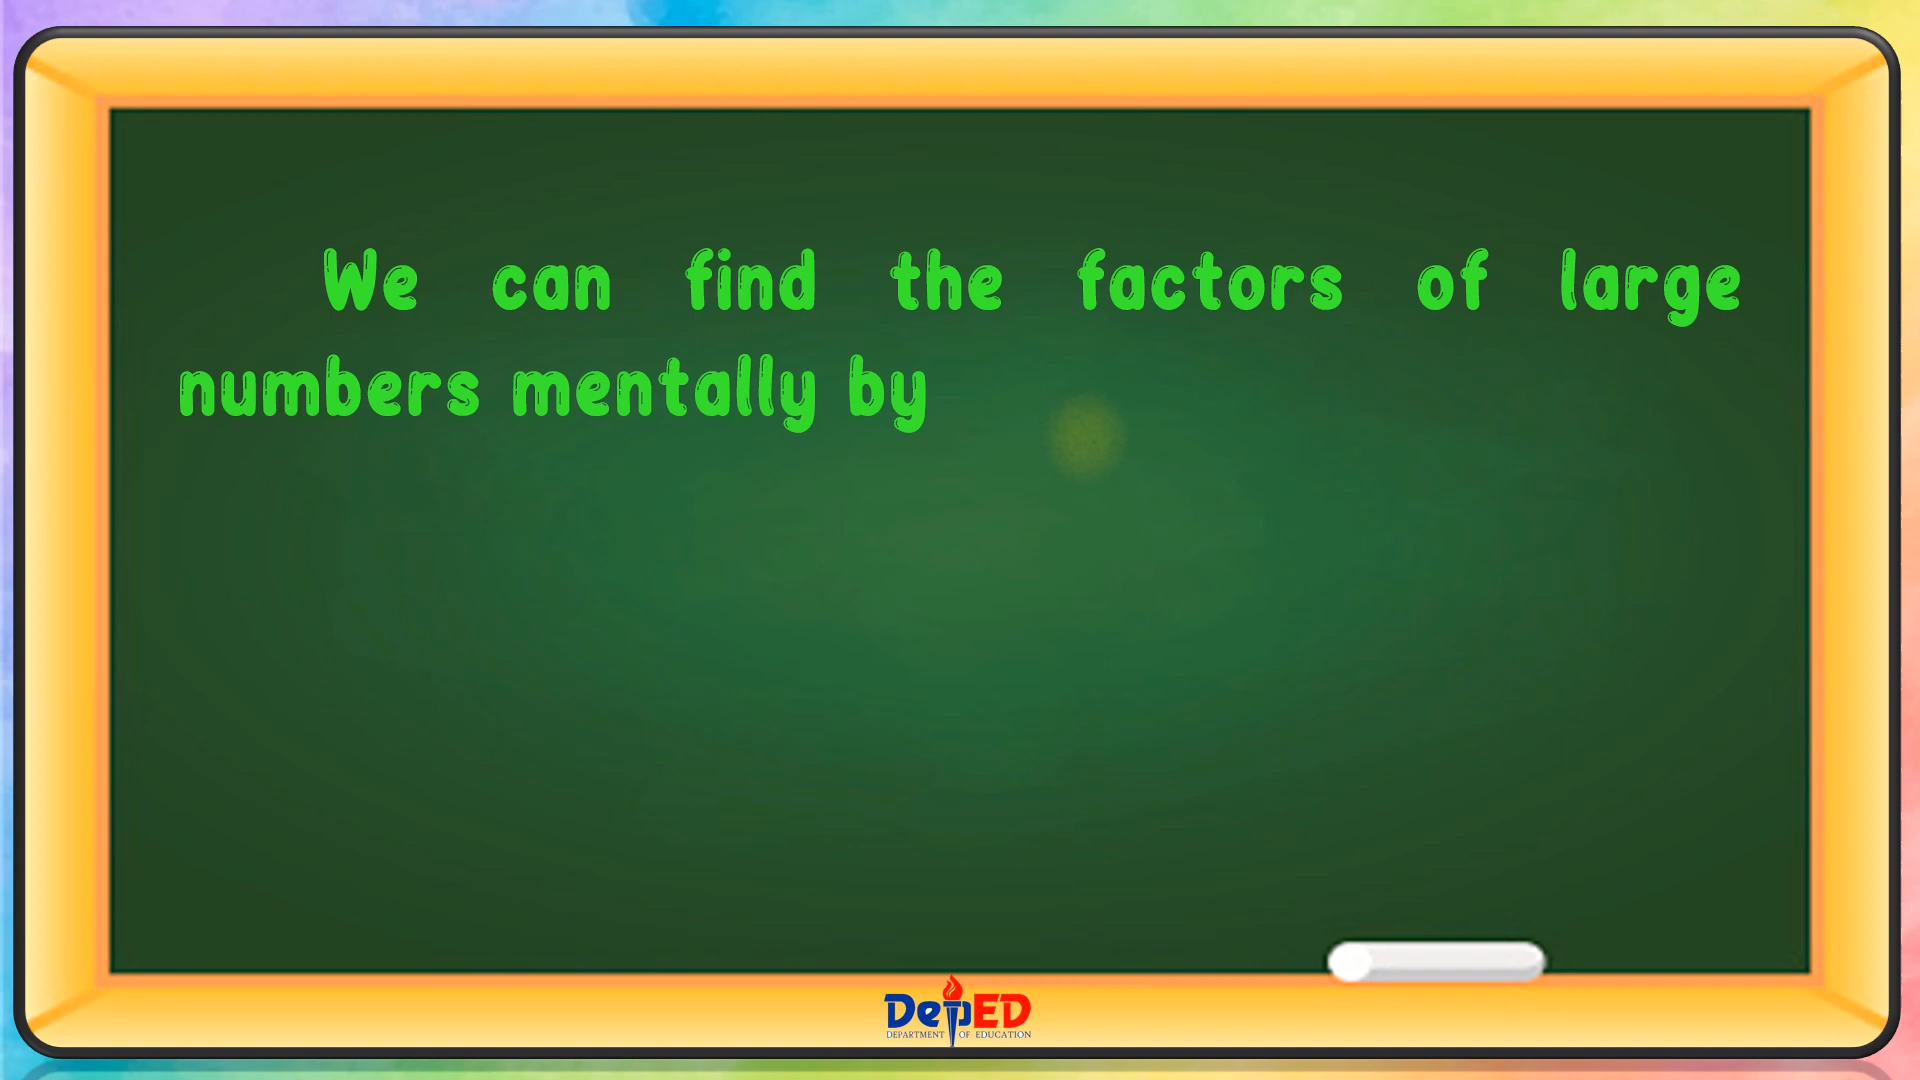 We can find the factors of large
numbers mentally by
DepED
DEPARTMENT OF EDUCATION